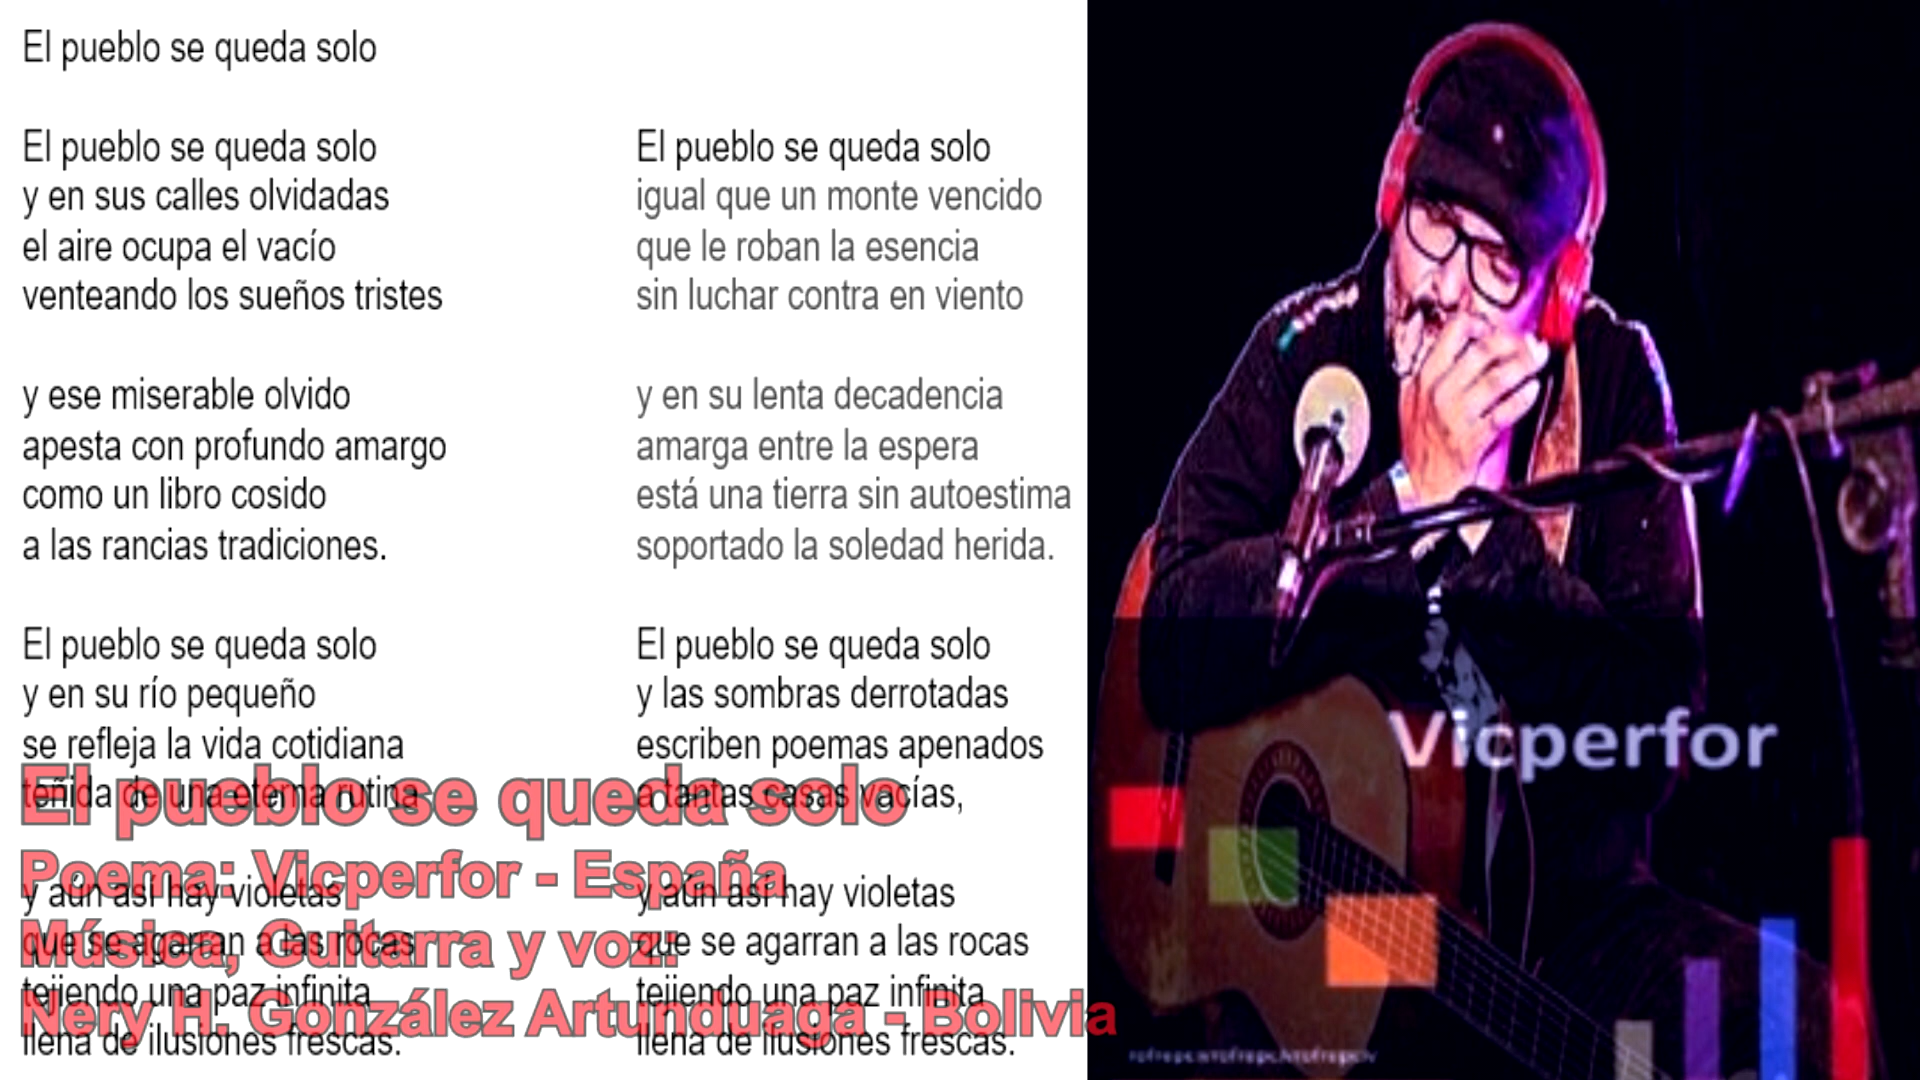 El pueblo se queda solo
El pueblo se queda solo
y en sus calles olvidadas
el aire ocupa el vacío
venteando los sueños tristes
y ese miserable olvido
apesta con profundo amargo
como un libro cosido
a las rancias tradiciones.
El pueblo se queda solo
y en su río pequeño
se refleja la vida cotidiana
teñida de una eterna rutina
y aún así hay violetas
que se agarran a las rocas
tejiendo una paz infinita
llena de ilusiones frescas.
El pueblo se queda solo
igual que un monte vencido
que le roban la esencia
sin luchar contra en viento
y en su lenta decadencia
amarga entre la espera
está una tierra sin autoestima
soportado la soledad herida.
El pueblo se queda solo
y las sombras derrotadas
escriben poemas apenados
a tantas casas vacías,
y aún así hay violetas
que se agarran a las rocas
tejiendo una paz infinita
llena de ilusiones frescas.
El pueblo se queda solo
Poema: Vicperfor - España
Música, Guitarra y voz:
Nery H. González Artunduaga - Bolivia
Vicperfor